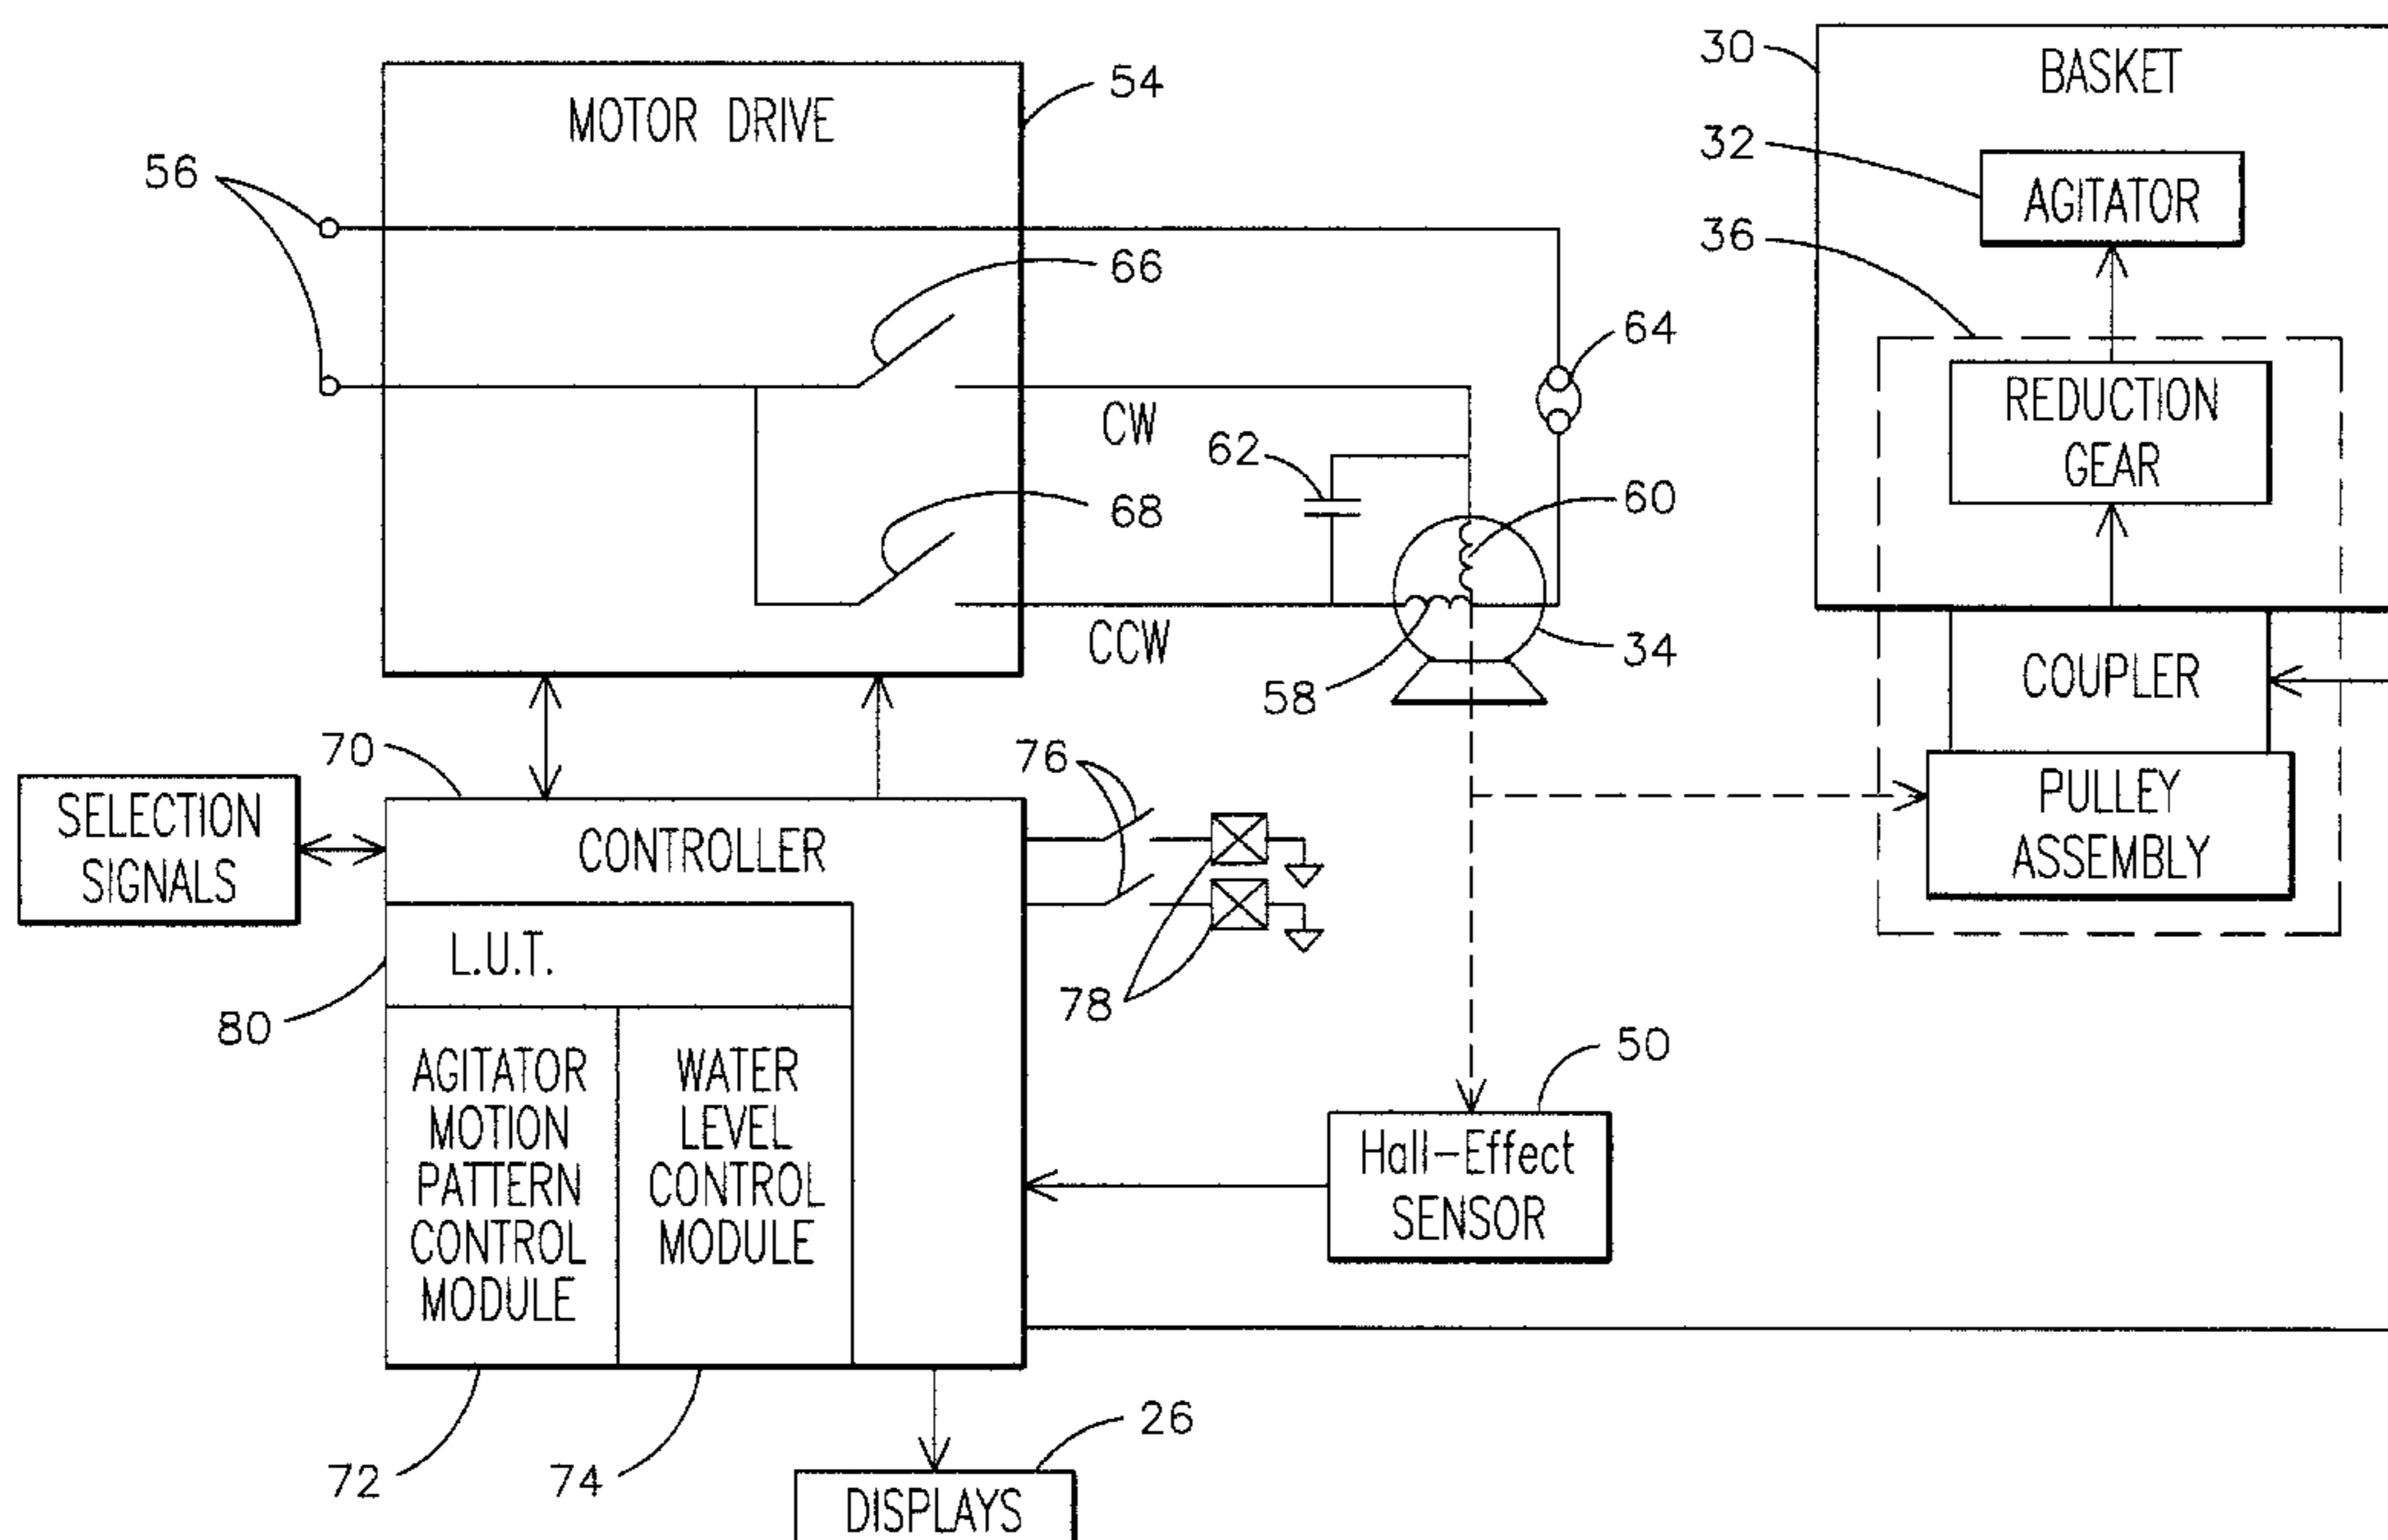 MOTOR DRIVE
54
56
66
68
CW
CCW
62
64
60
58
34
30
BASKET
32
AGITATOR
36
REDUCTION
GEAR
COUPLER
PULLEY
ASSEMBLY
SELECTION
SIGNALS
70
CONTROLLER
76
78
L.U.T.
80
AGITATOR
MOTION
PATTERN
CONTROL
MODULE
WATER
LEVEL
CONTROL
MODULE
50
Hall-Effect
SENSOR
72
74
26
DISPLAYS